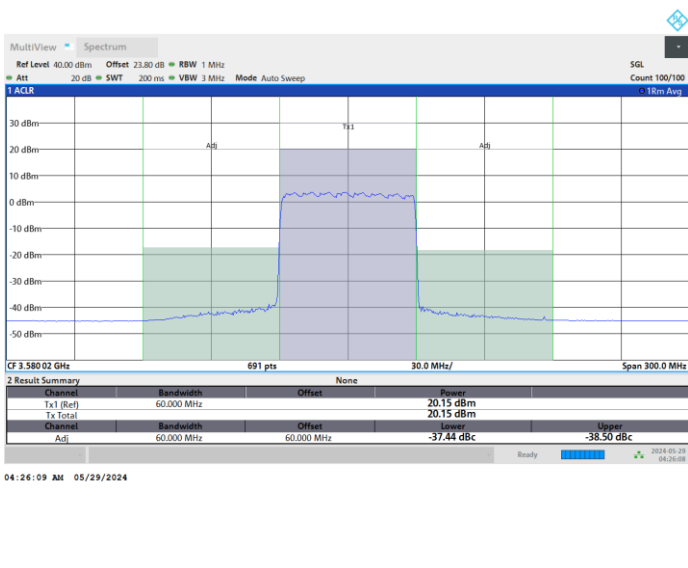 MultiView Spectrum
Ref Level 40.00 dBm Offset 23.80 dB RBW 1 MHz SGL
Att 20 dB SWT 200 ms VBW 3 MHz Mode Auto Sweep Count 100/100
1 ACLR 1Rm Avg
30 dBm
Tx1
20 dBm
Adj Adj
10 dBm
0 dBm
-10 dBm
-20 dBm
-30 dBm
-40 dBm
-50 dBm
CF 3.580 02 GHz 691 pts 30.0 MHz/ Span 300.0 MHz
2 Result Summary None
Channel Bandwidth Offset Power
Tx1 (Ref) 60.000 MHz 20.15 dBm
Tx Total 20.15 dBm
Channel Bandwidth Offset Lower Upper
Adj 60.000 MHz 60.000 MHz -37.44 dBc -38.50 dBc
Ready 2024-05-29
04:26:08
04:26:09 AM 05/29/2024